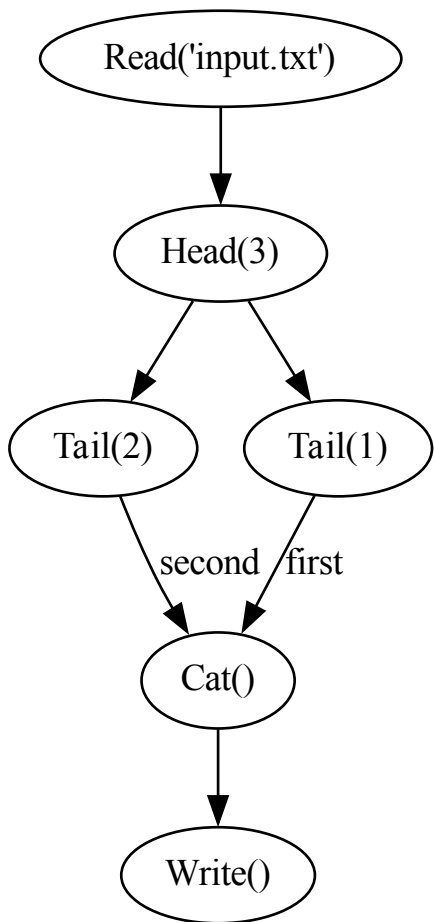 Read('input.txt')
Head(3)
Tail(2)
Tail(1)
second
first
Cat()
Write()